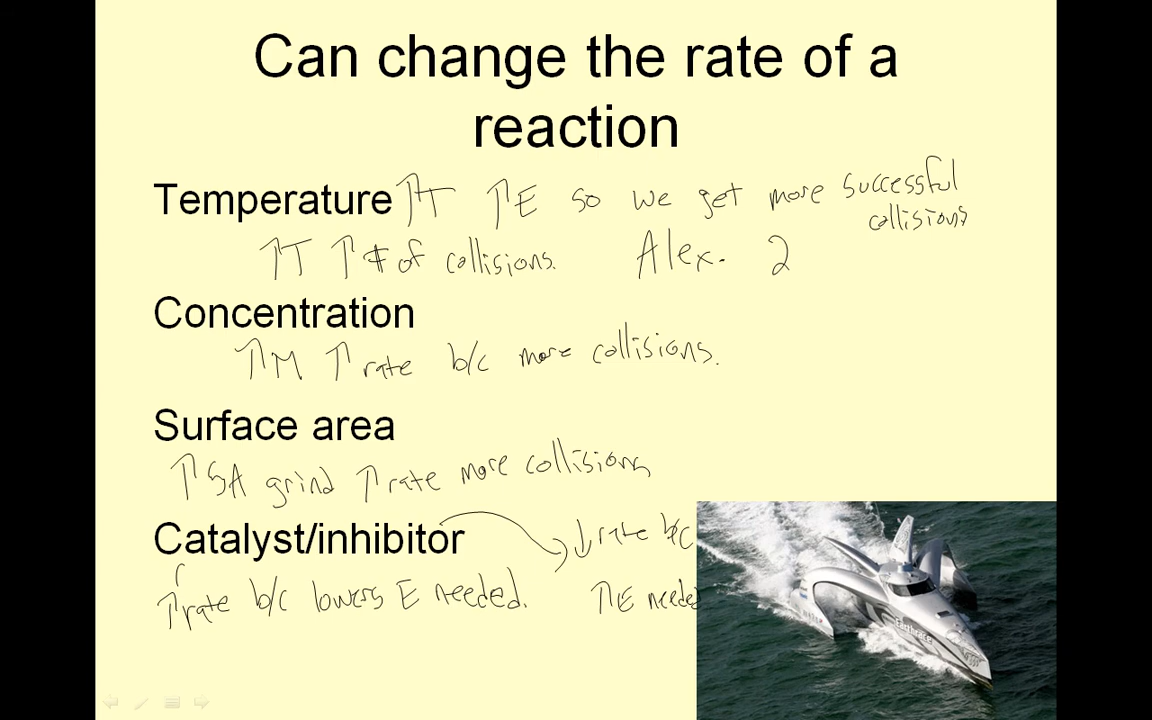 Can change the rate of a
reaction
Temperature ↑T ↑E so we get more successful
collisions
↑T ↑# of collisions. Alex. 2
Concentration
↑M ↑rate b/c more collisions.
Surface area
↑SA grind ↑rate more collisions
Catalyst/inhibitor ↓rate b/c
↑rate b/c lowers E needed. ↑E needed
Earthrace